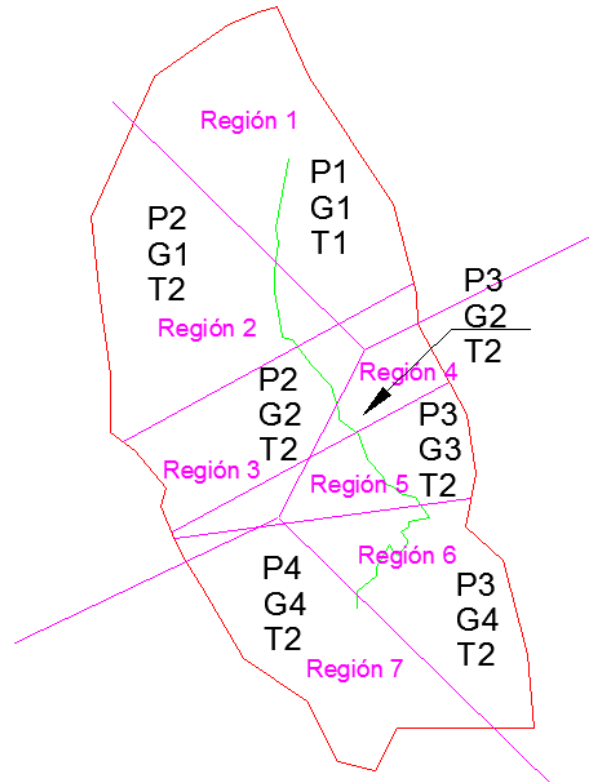 Región 1
P1
G1
T1
P2
G1
T2
Región 2
P3
G2
T2
Región 4
P2
G2
T2
Región 3
P3
G3
T2
Región 5
Región 6
P4
G4
T2
P3
G4
T2
Región 7